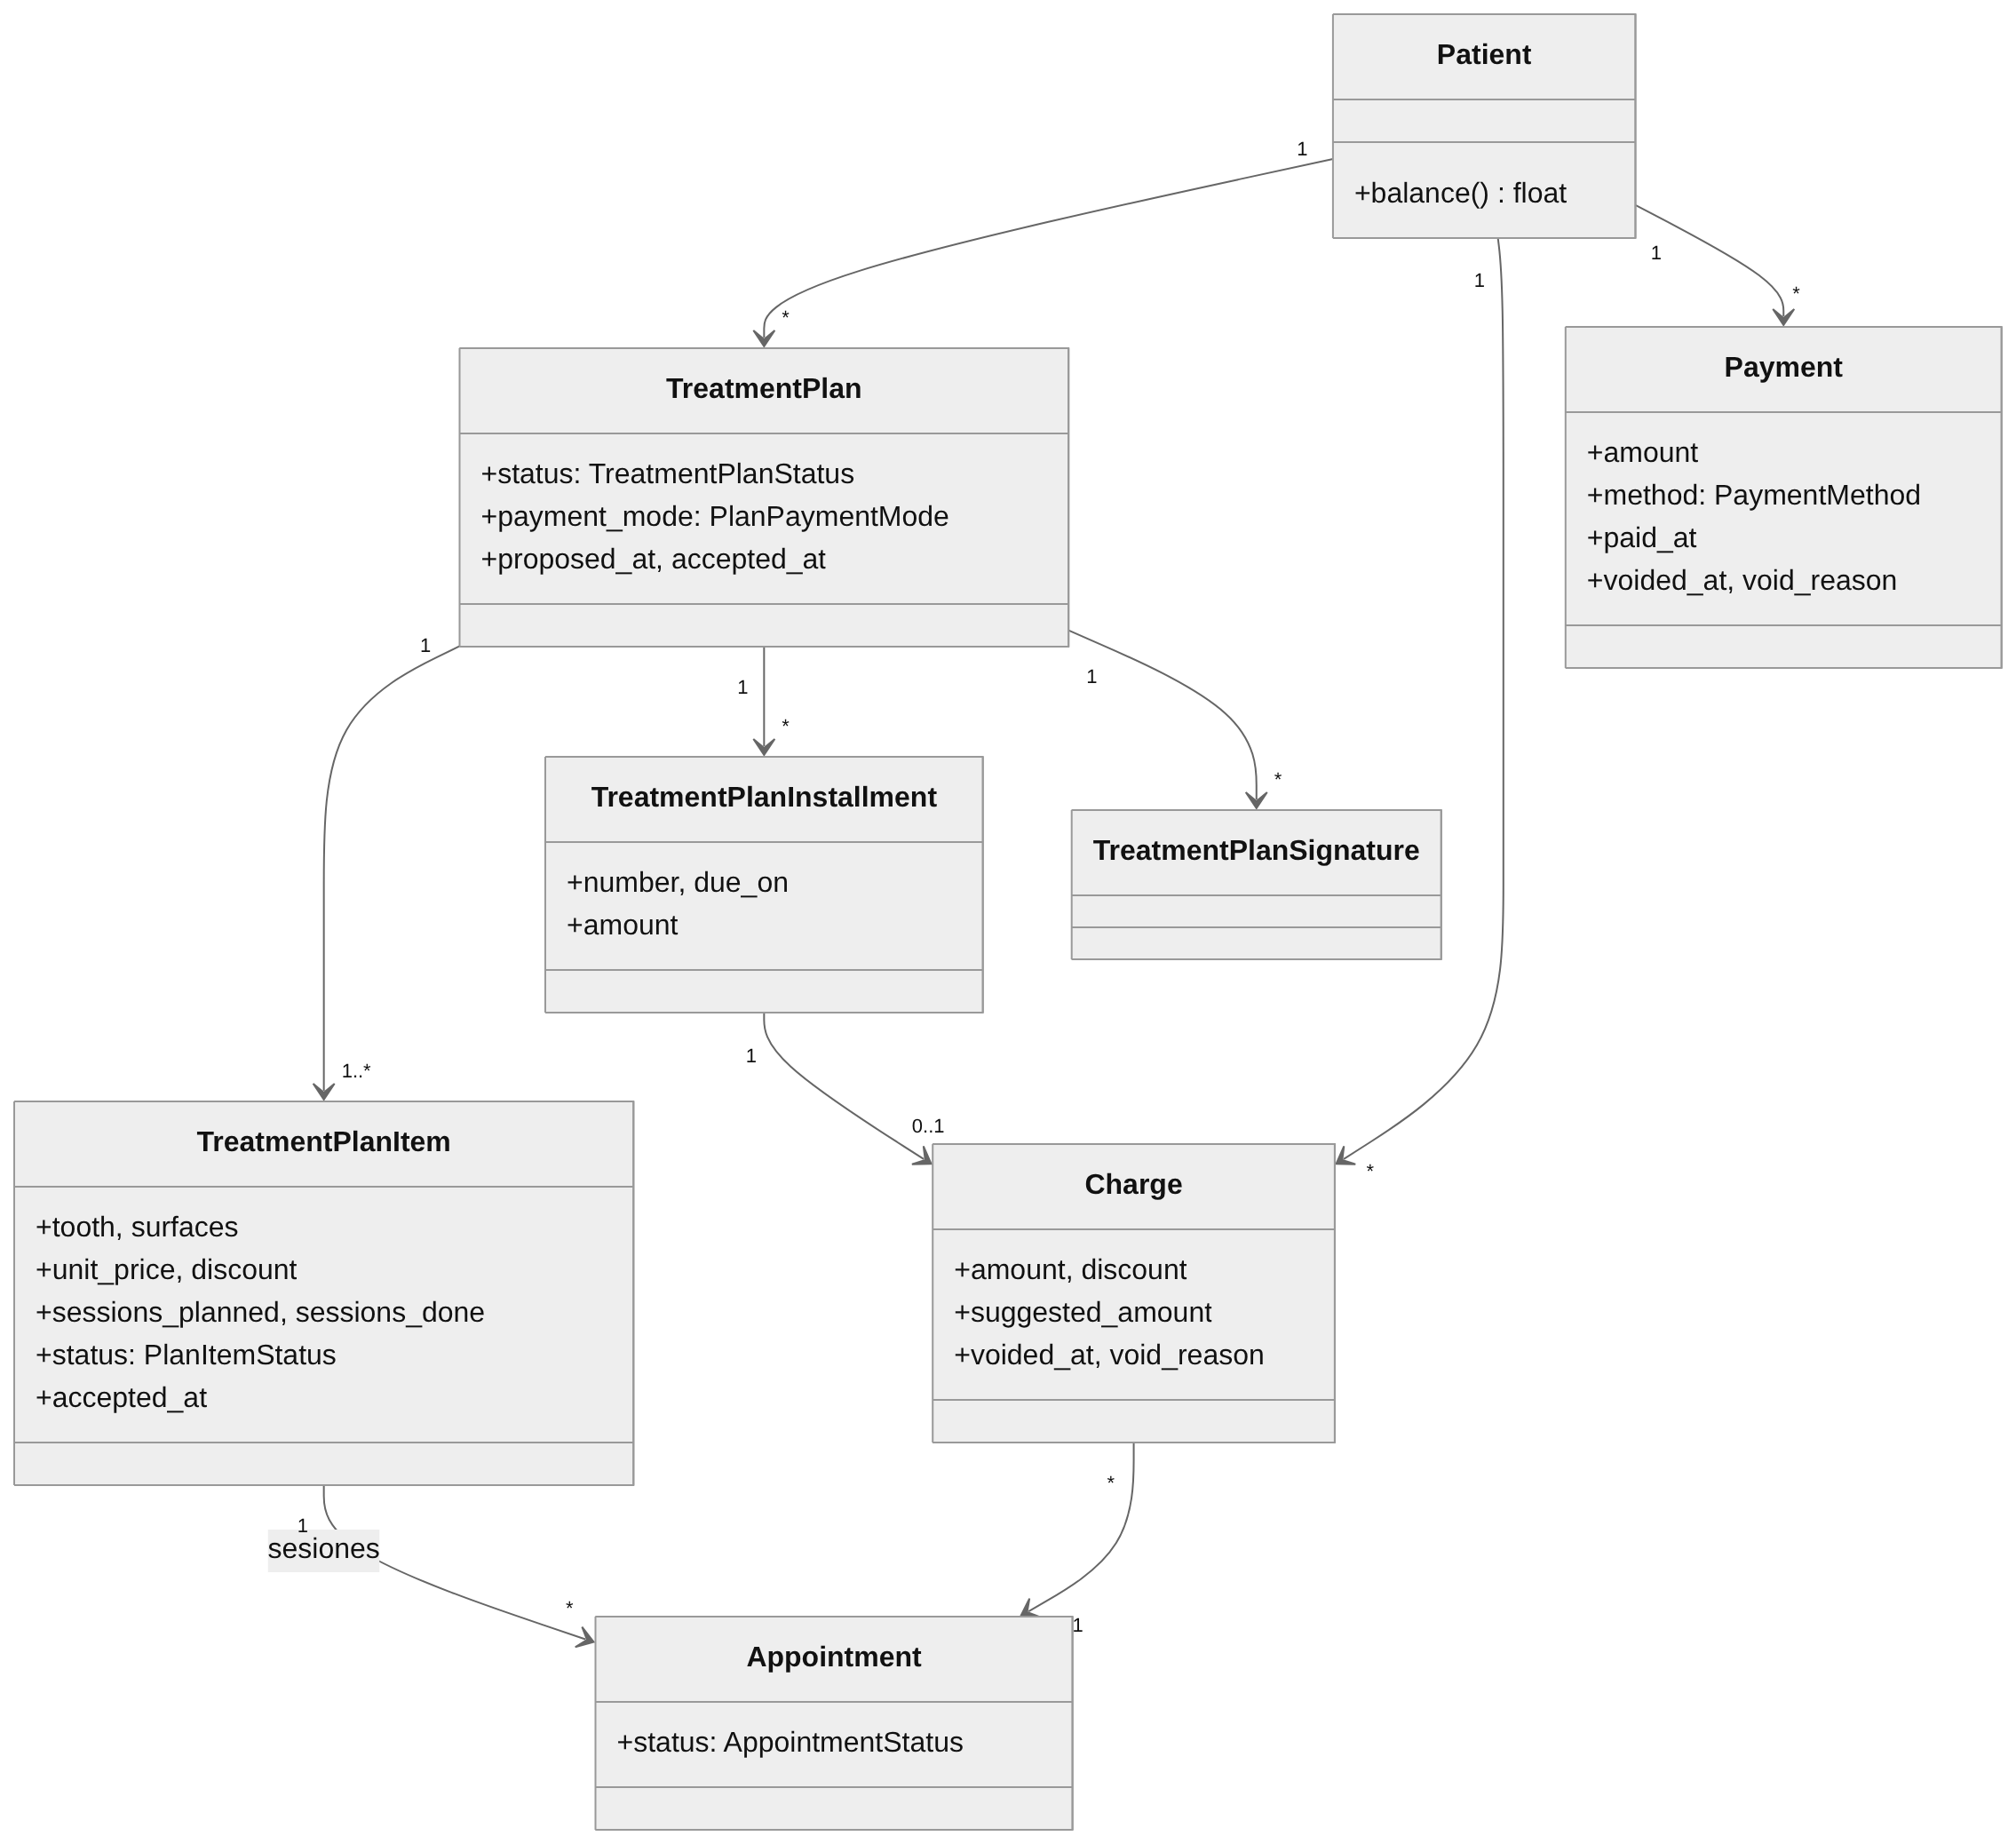 Patient
+balance() : float
1
*
1
1
*
TreatmentPlan
+status: TreatmentPlanStatus
+payment_mode: PlanPaymentMode
+proposed_at, accepted_at
Payment
+amount
+method: PaymentMethod
+paid_at
+voided_at, void_reason
1
1
1
*
*
TreatmentPlanInstallment
+number, due_on
+amount
TreatmentPlanSignature
1
1..*
0..1
*
TreatmentPlanItem
+tooth, surfaces
+unit_price, discount
+sessions_planned, sessions_done
+status: PlanItemStatus
+accepted_at
Charge
+amount, discount
+suggested_amount
+voided_at, void_reason
1
sesiones
*
*
1
Appointment
+status: AppointmentStatus